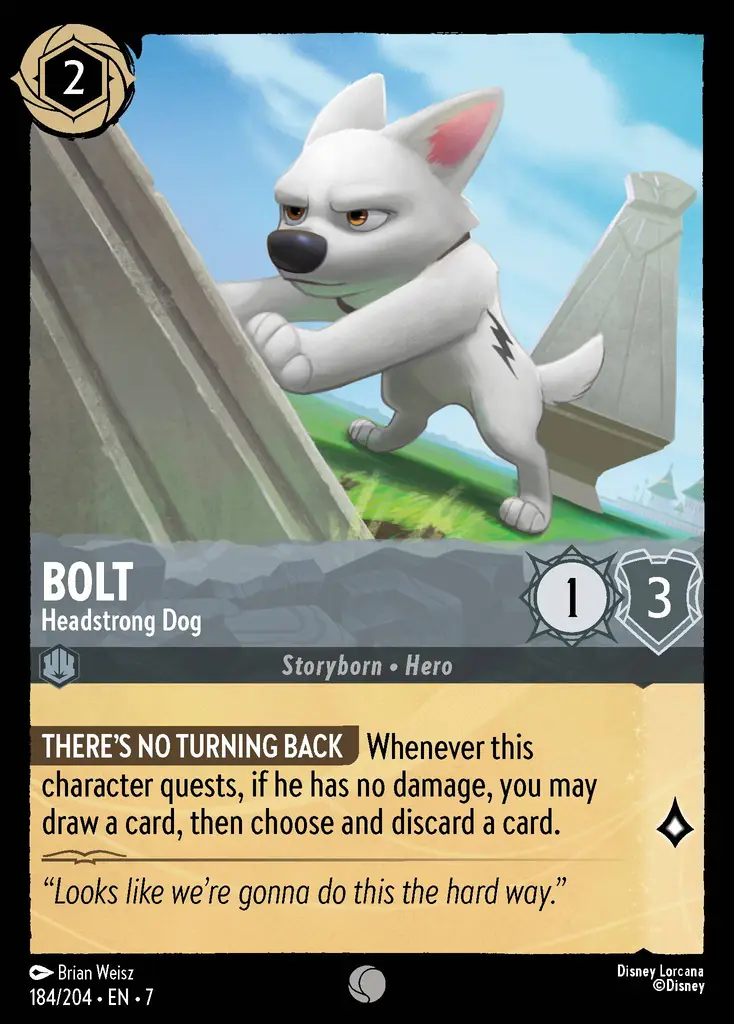 2
BOLT
Headstrong Dog
1
3
Storyborn • Hero
THERE'S NO TURNING BACK Whenever this
character quests, if he has no damage, you may
draw a card, then choose and discard a card.
“Looks like we’re gonna do this the hard way.”
Brian Weisz
184/204 • EN • 7
Disney Lorcana
©Disney